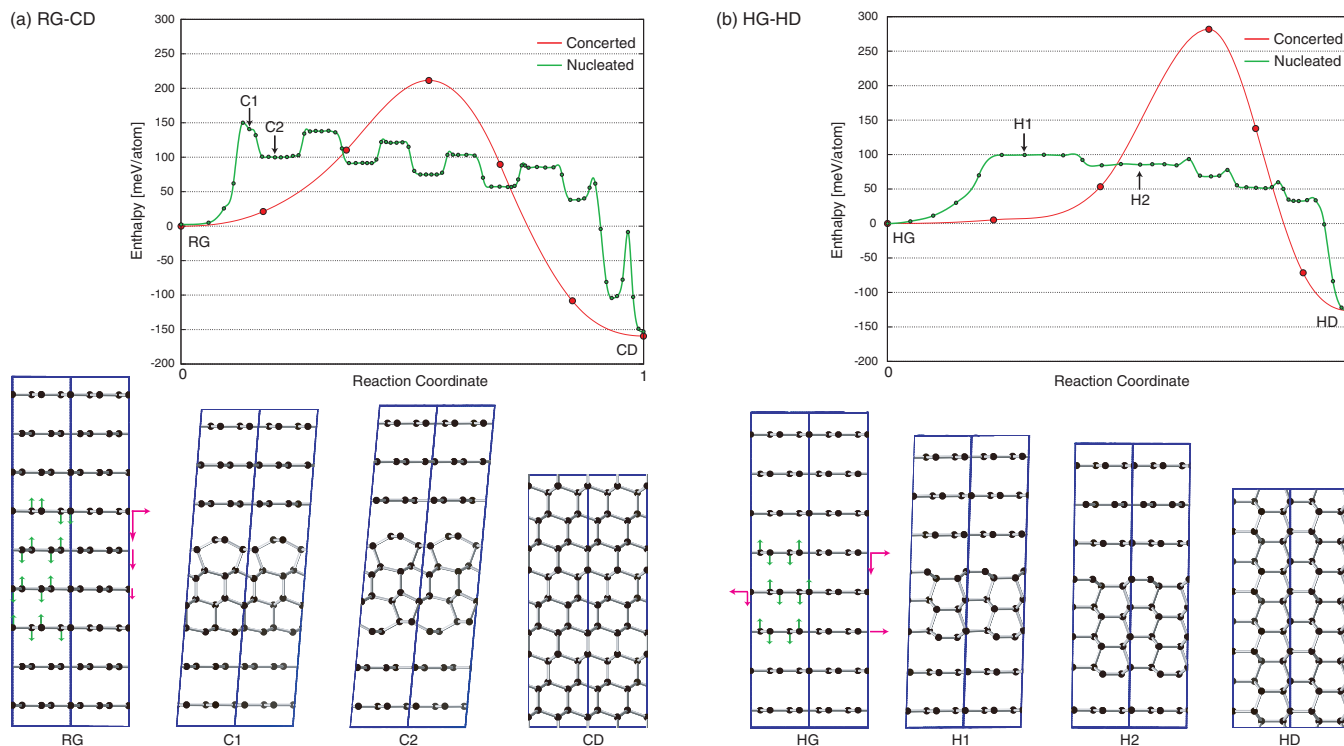 (a) RG-CD
300
250
200
150
100
50
0
-50
-100
-150
-200
Enthalpy [meV/atom]
Concerted
Nucleated
C1
C2
RG
CD
0
Reaction Coordinate
1
RG
C1
C2
CD
(b) HG-HD
300
250
200
150
100
50
0
-50
-100
-150
-200
Enthalpy [meV/atom]
Concerted
Nucleated
H1
H2
HG
HD
0
Reaction Coordinate
HG
H1
H2
HD